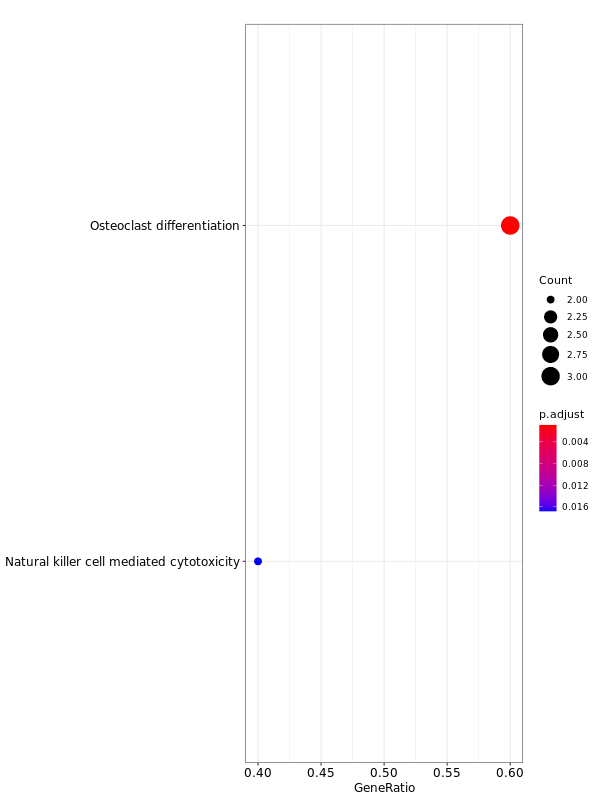 Osteoclast differentiation
Natural killer cell mediated cytotoxicity
0.40 0.45 0.50 0.55 0.60
GeneRatio
Count
2.00
2.25
2.50
2.75
3.00
p.adjust
0.004
0.008
0.012
0.016